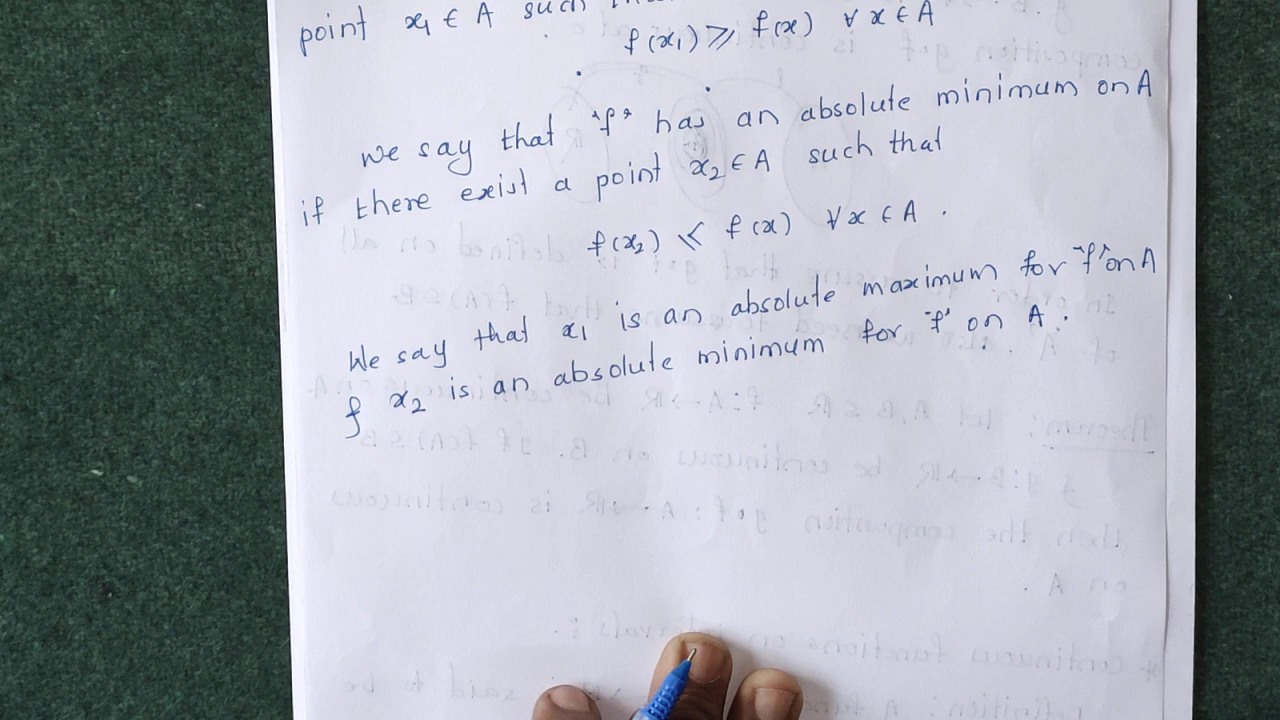 point x₁ ∈ A such
f(x₁) ⩾ f(x) ∀ x ∈ A
We say that "f" has an absolute minimum on A
if there exist a point x₂ ∈ A such that
f(x₂) ⩽ f(x) ∀ x ∈ A .
We say that x₁ is an absolute maximum for "f" on A
& x₂ is an absolute minimum for "f" on A .